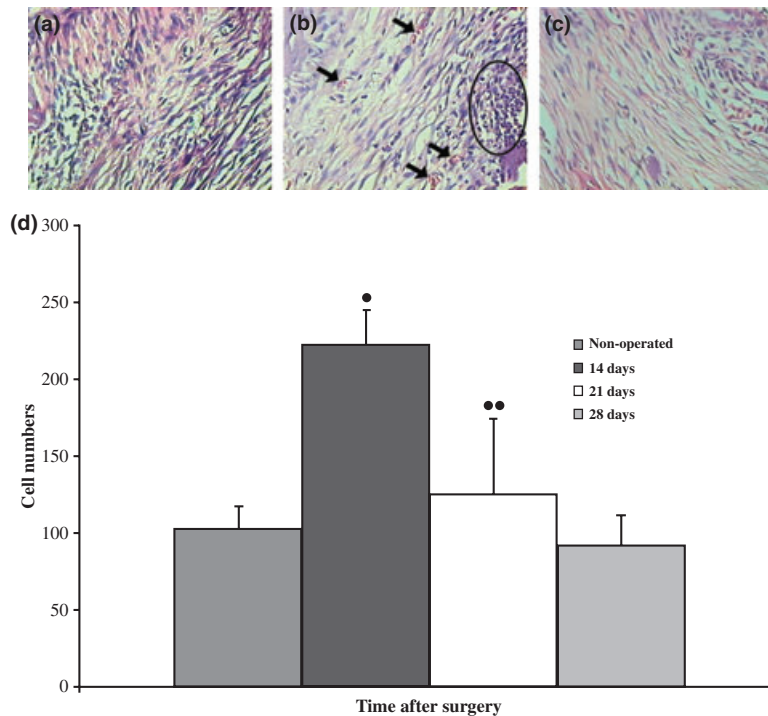 (a)
(b)
(c)
(d)
300
250
200
150
100
50
0
Cell numbers
Non-operated
14 days
21 days
28 days
Time after surgery